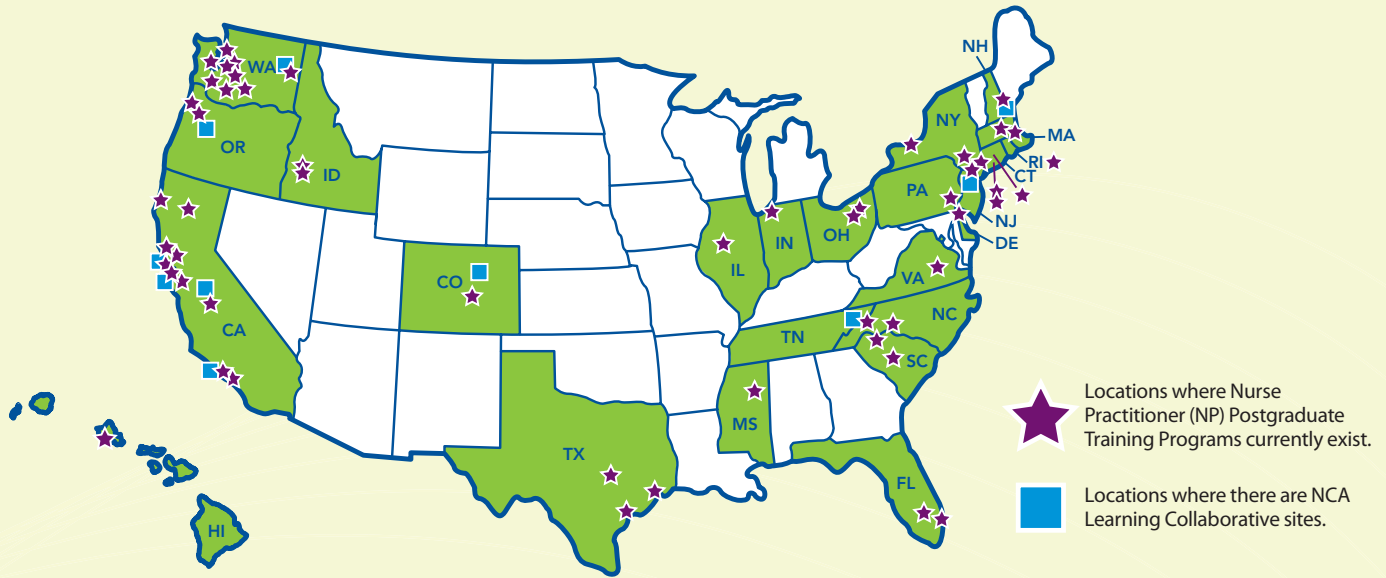 NH
WA
NY
MA
OR
RI
CT
ID
PA
NJ
OH
IN
DE
IL
CO
VA
NC
CA
TN
SC
MS
TX
FL
HI
Locations where Nurse
Practitioner (NP) Postgraduate
Training Programs currently exist.
Locations where there are NCA
Learning Collaborative sites.